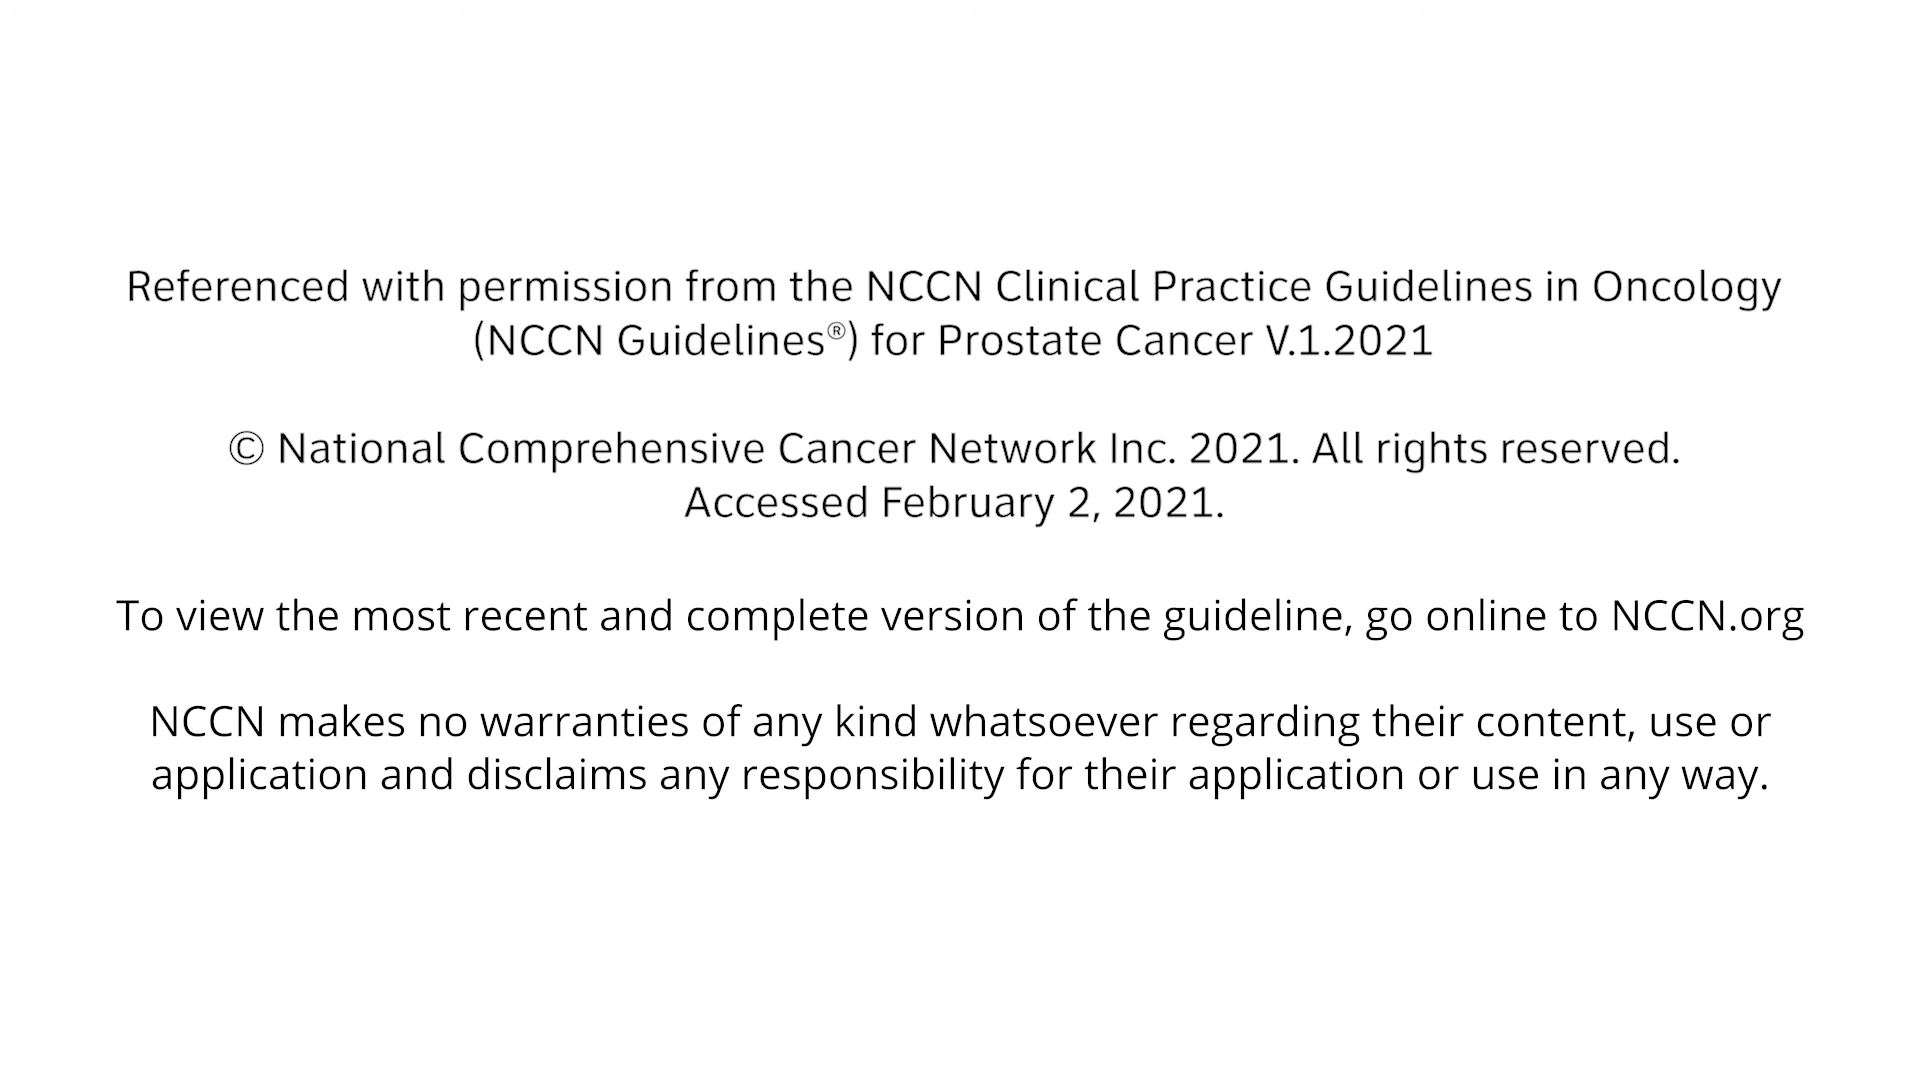 Referenced with permission from the NCCN Clinical Practice Guidelines in Oncology
(NCCN Guidelines®) for Prostate Cancer V.1.2021
© National Comprehensive Cancer Network Inc. 2021. All rights reserved.
Accessed February 2, 2021.
To view the most recent and complete version of the guideline, go online to NCCN.org
NCCN makes no warranties of any kind whatsoever regarding their content, use or
application and disclaims any responsibility for their application or use in any way.